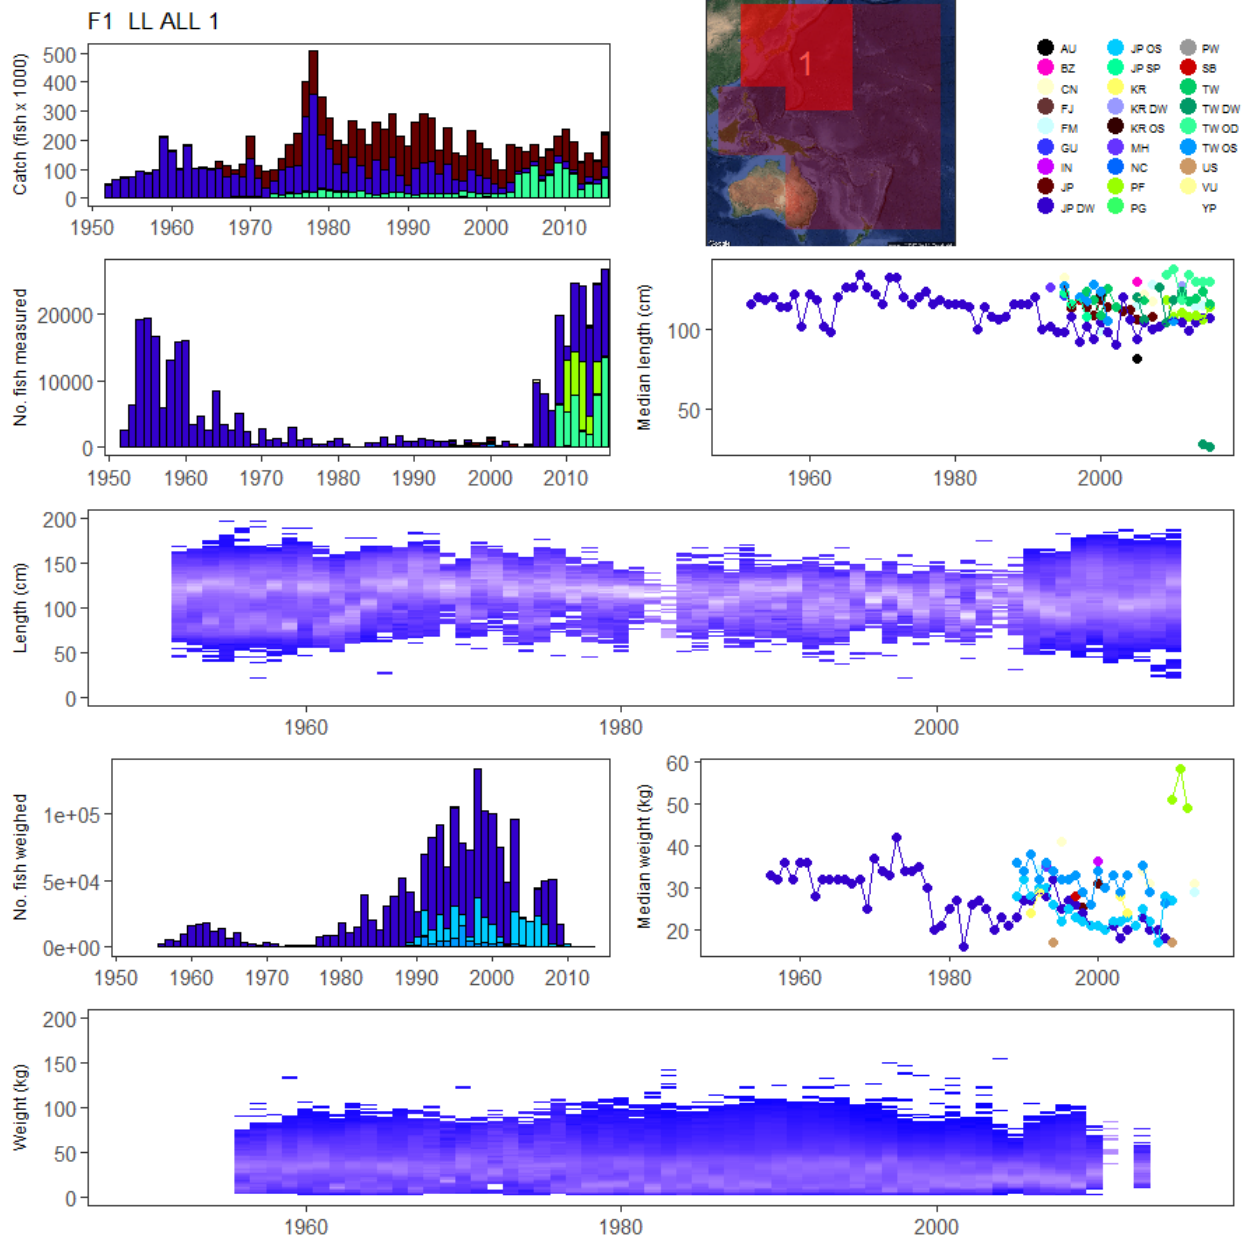 F1 LL ALL 1
Catch (fish x 1000)
500
400
300
200
100
0
1950 1960 1970 1980 1990 2000 2010
1
Google
AU
BZ
CN
FJ
FM
GU
IN
JP
JP DW
JP OS
JP SP
KR
KR DW
KR OS
MH
NC
PF
PG
PW
SB
TW
TW DW
TW OD
TW OS
US
VU
YP
No. fish measured
20000
10000
0
1950 1960 1970 1980 1990 2000 2010
Median length (cm)
100
50
1960 1980 2000
Length (cm)
200
150
100
50
0
1960 1980 2000
No. fish weighed
1e+05
5e+04
0e+00
1950 1960 1970 1980 1990 2000 2010
Median weight (kg)
60
50
40
30
20
1960 1980 2000
Weight (kg)
200
150
100
50
0
1960 1980 2000